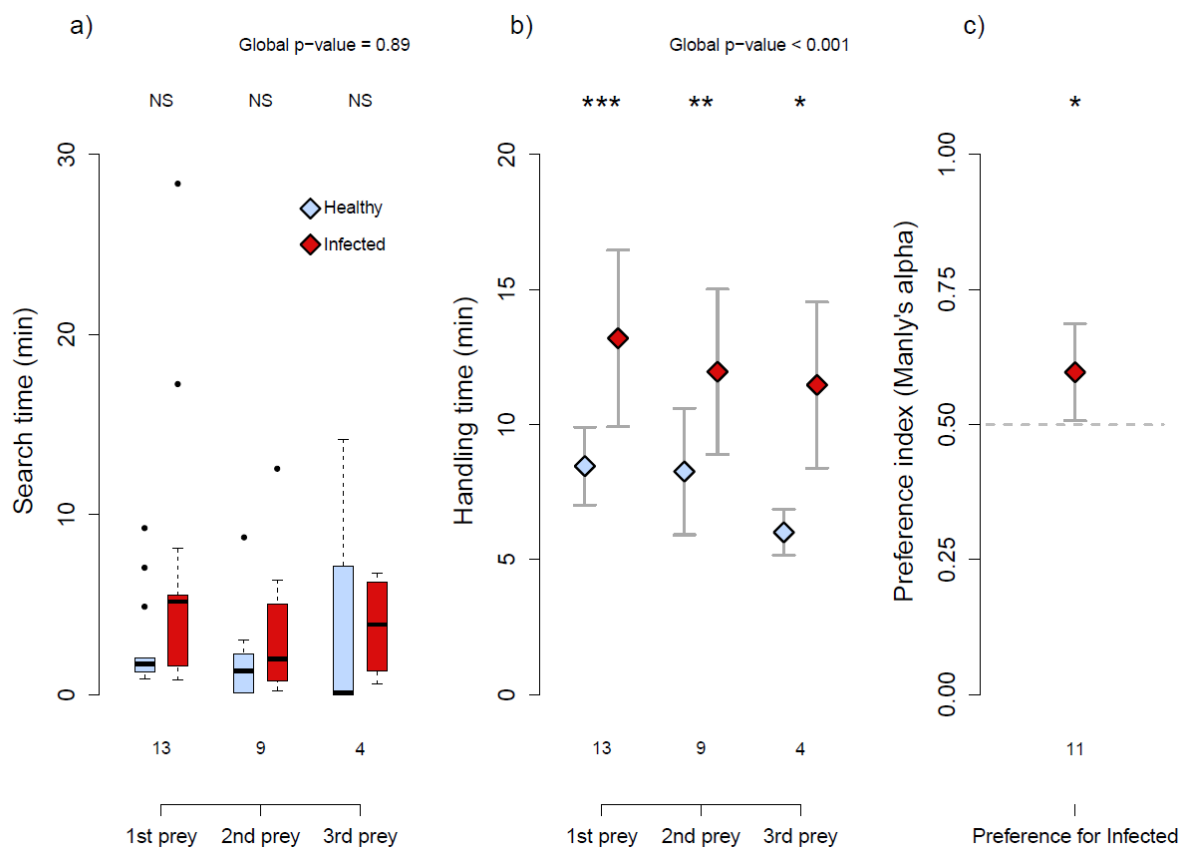 a)
Global p−value = 0.89
NS NS NS
Search time (min)
30
20
10
0
Healthy
Infected
13 9 4
1st prey 2nd prey 3rd prey
b)
Global p−value < 0.001
*** ** *
Handling time (min)
20
15
10
5
0
13 9 4
1st prey 2nd prey 3rd prey
c)
*
Preference index (Manly's alpha)
1.00
0.75
0.50
0.25
0.00
11
Preference for Infected